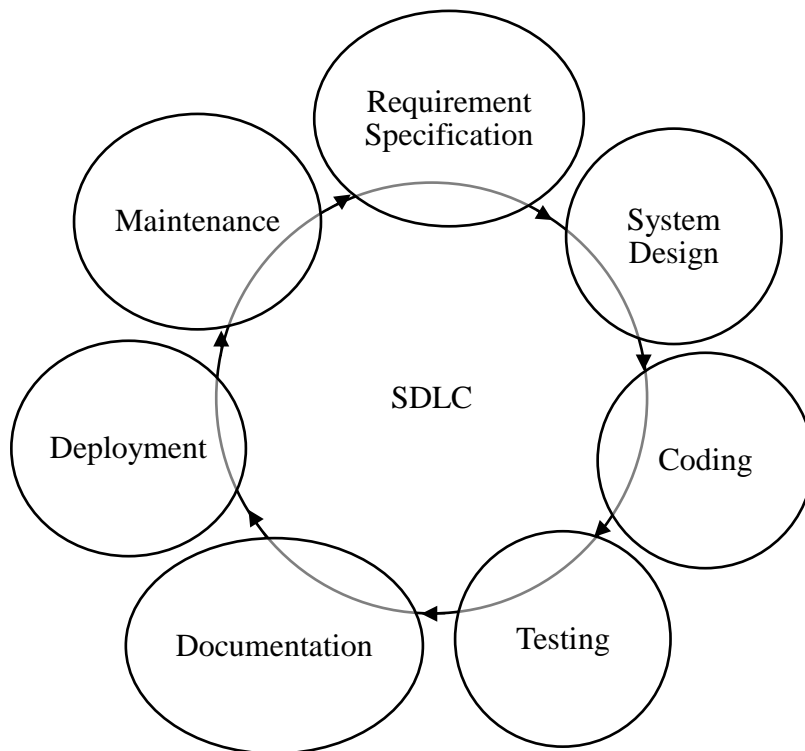 Requirement
Specification
System
Design
Maintenance
SDLC
Deployment
Coding
Documentation
Testing